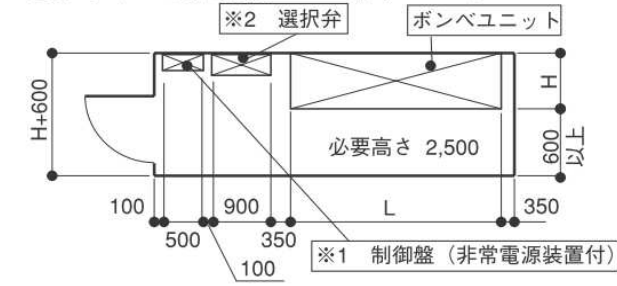 ※2 選択弁
ボンベユニット
H+600
H
必要高さ 2,500
600
以上
100
900
L
350
500
350
100
※1 制御盤（非常電源装置付）